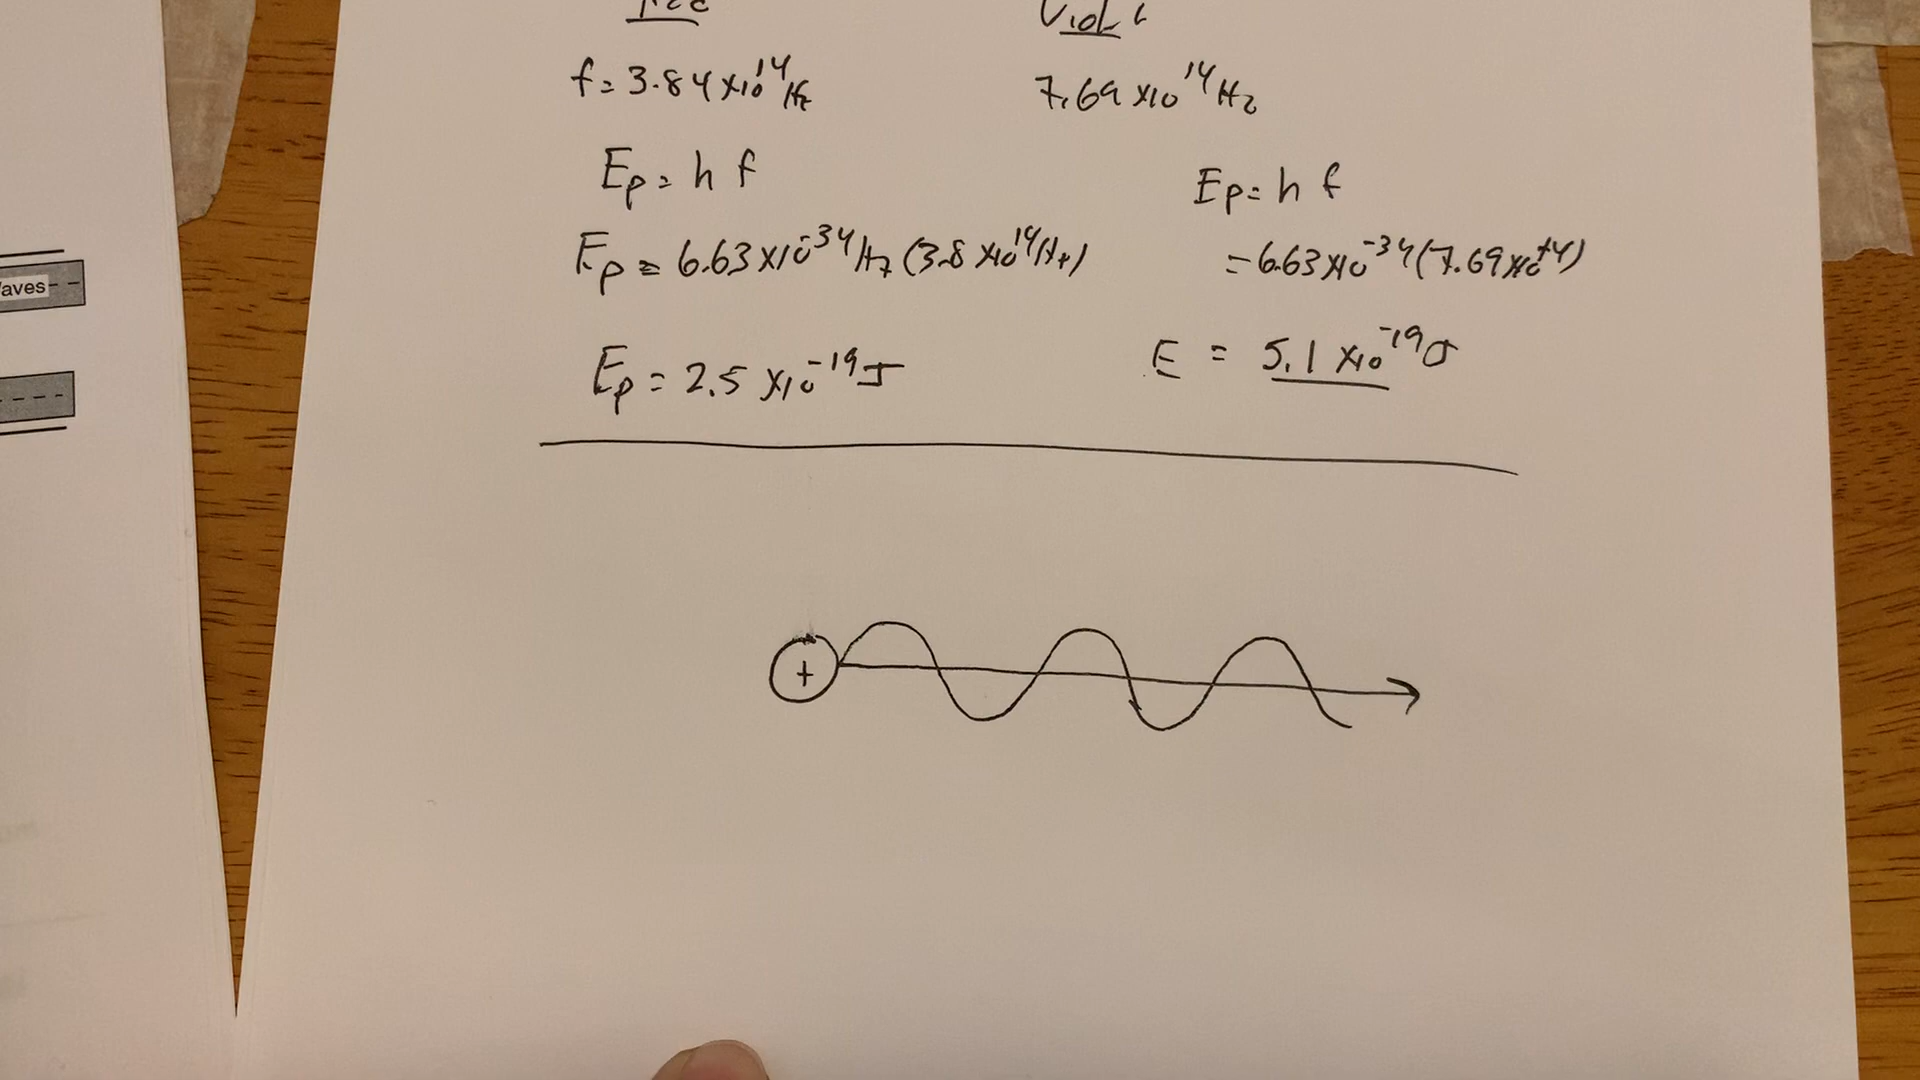 Red
f = 3.84 x10^14 Hz
Ep = h f
Ep = 6.63 x10^-34 Hz (3.8 x10^14 Hz)
Ep = 2.5 x10^-19 J
Violet
7.69 x10^14 Hz
Ep = h f
= 6.63 x10^-34 (7.69 x10^14)
E = 5.1 x10^-19 J
+